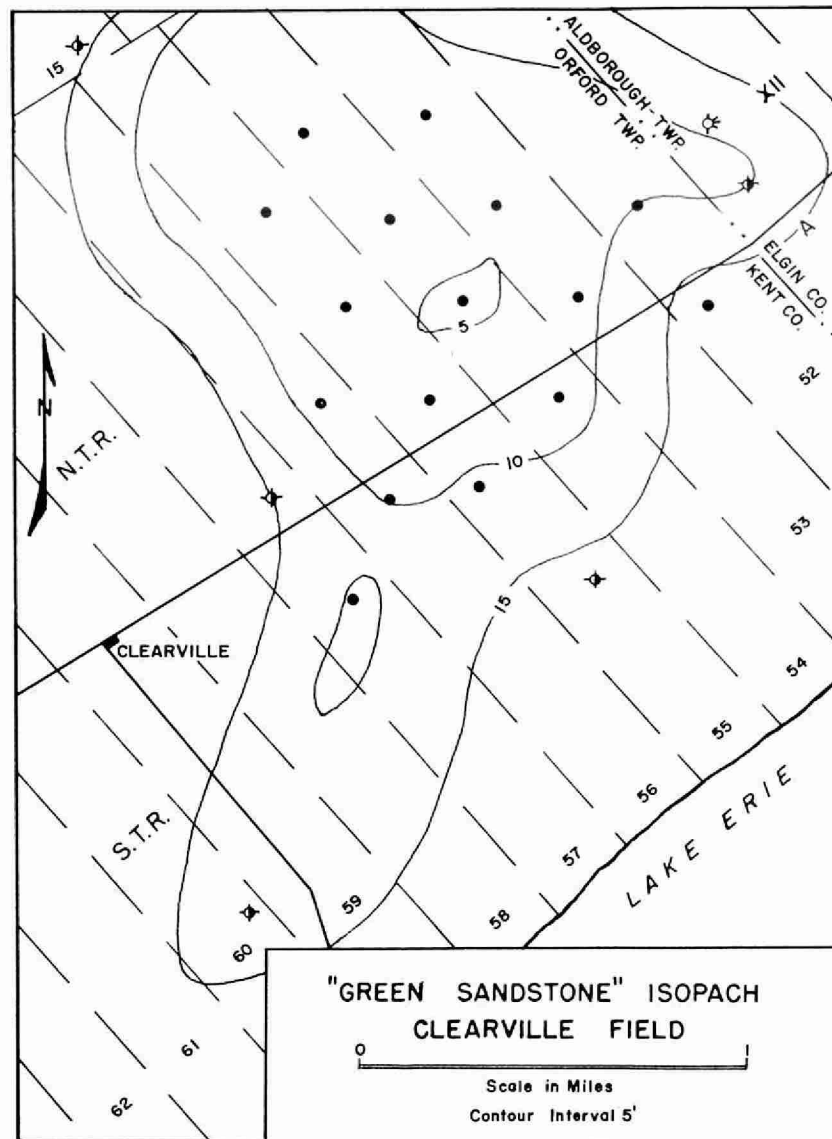 15
ALDBOROUGH - TWP.
ORFORD TWP.
XII
A
ELGIN CO.
KENT CO.
5
52
N
N.T.R.
10
53
15
CLEARVILLE
54
55
S.T.R.
56
LAKE ERIE
57
59
58
60
61
62
"GREEN SANDSTONE" ISOPACH
CLEARVILLE FIELD
0 1
Scale in Miles
Contour Interval 5'